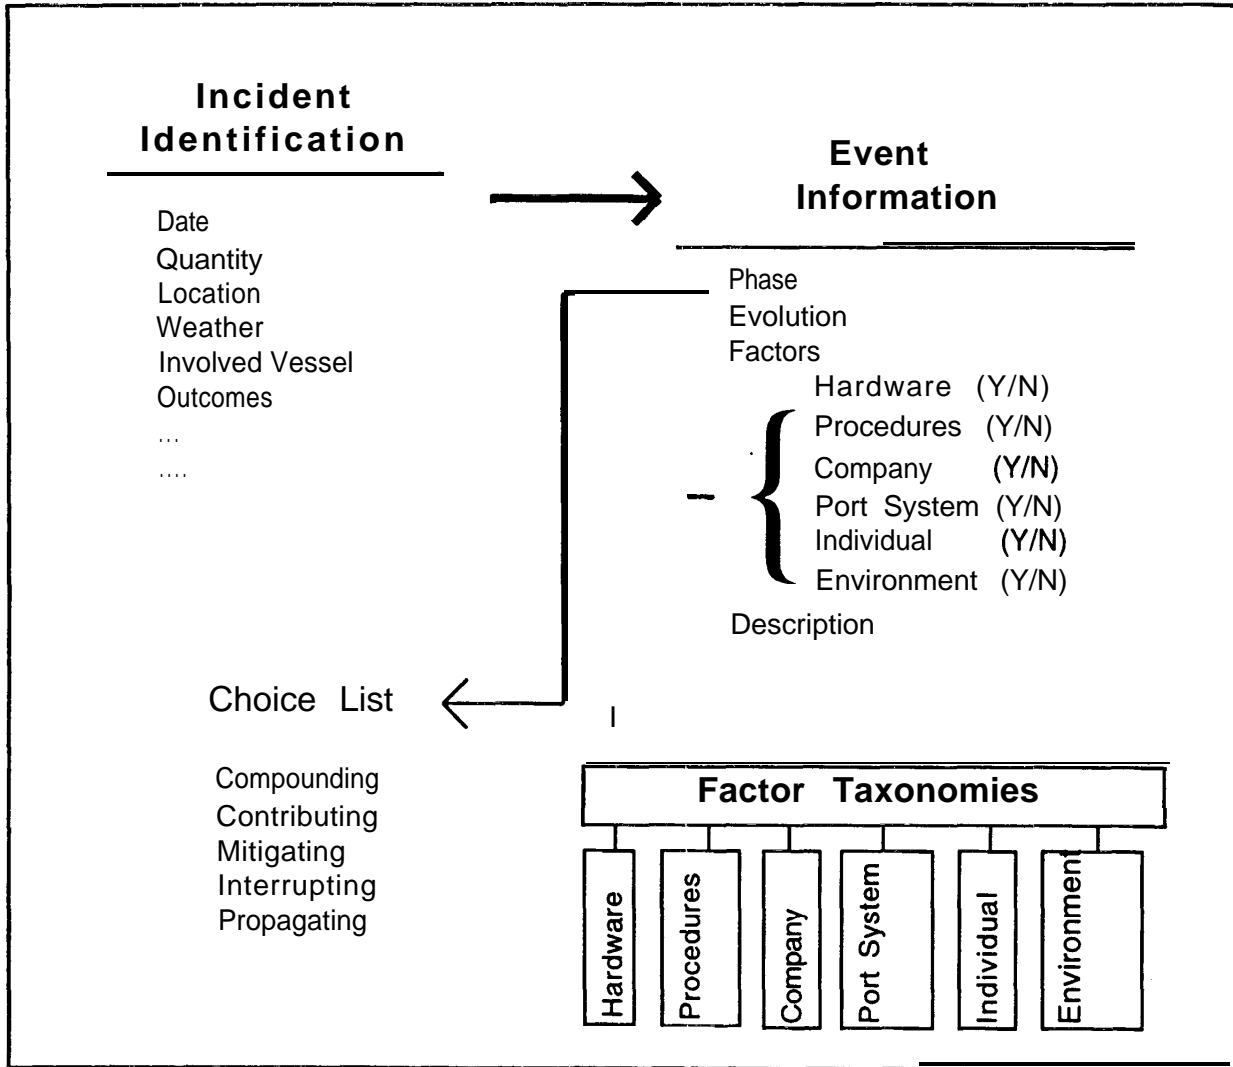 Incident
Identification
Date
Quantity
Location
Weather
Involved Vessel
Outcomes
...
....
Event
Information
Phase
Evolution
Factors
Hardware (Y/N)
Procedures (Y/N)
Company (Y/N)
Port System (Y/N)
Individual (Y/N)
Environment (Y/N)
Description
Choice List
Compounding
Contributing
Mitigating
Interrupting
Propagating
Factor Taxonomies
Hardware
Procedures
Company
Port System
Individual
Environment